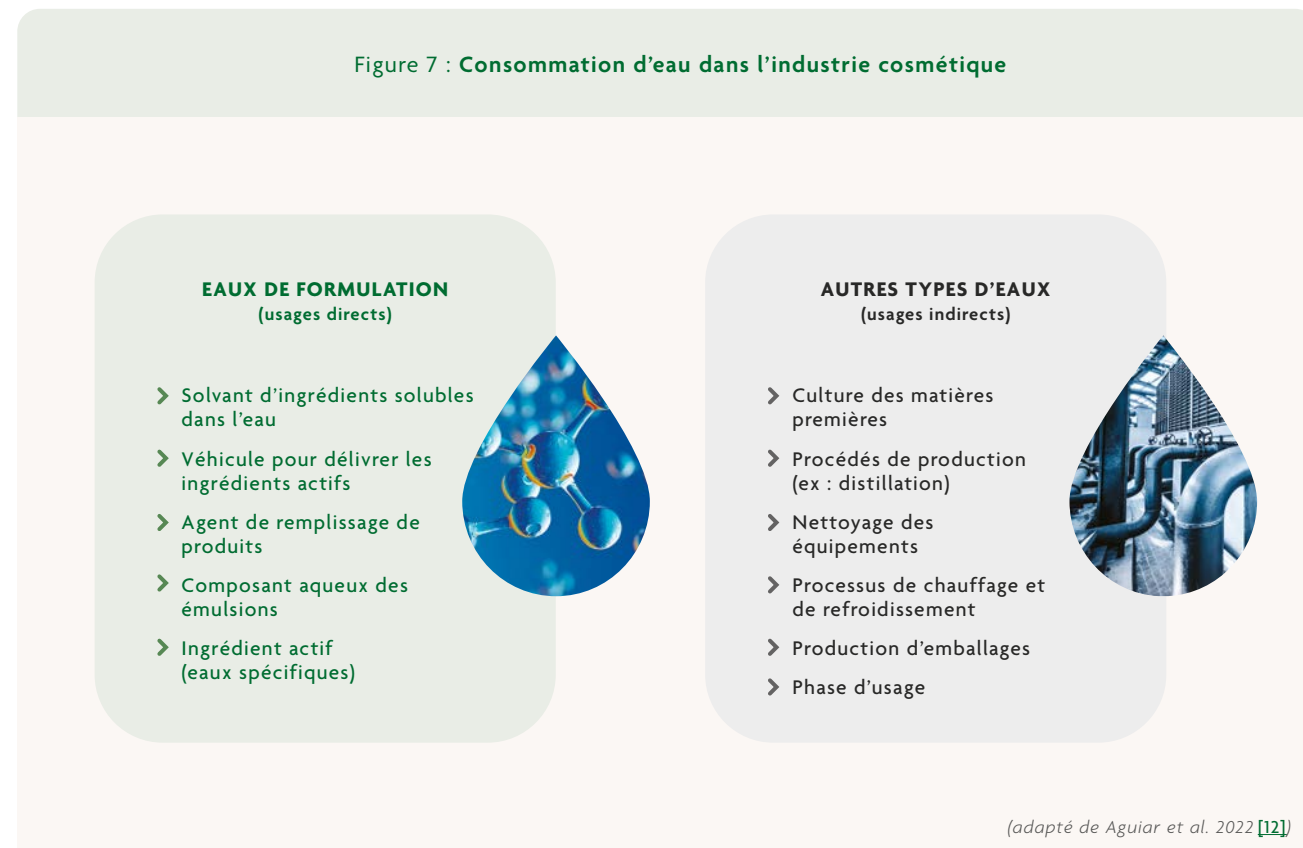 Figure 7 : Consommation d’eau dans l’industrie cosmétique
EAUX DE FORMULATION
(usages directs)
Solvant d’ingrédients solubles
dans l’eau
Véhicule pour délivrer les
ingrédients actifs
Agent de remplissage de
produits
Composant aqueux des
émulsions
Ingrédient actif
(eaux spécifiques)
AUTRES TYPES D’EAUX
(usages indirects)
Culture des matières
premières
Procédés de production
(ex : distillation)
Nettoyage des
équipements
Processus de chauffage et
de refroidissement
Production d’emballages
Phase d’usage
(adapté de Aguiar et al. 2022 [12])